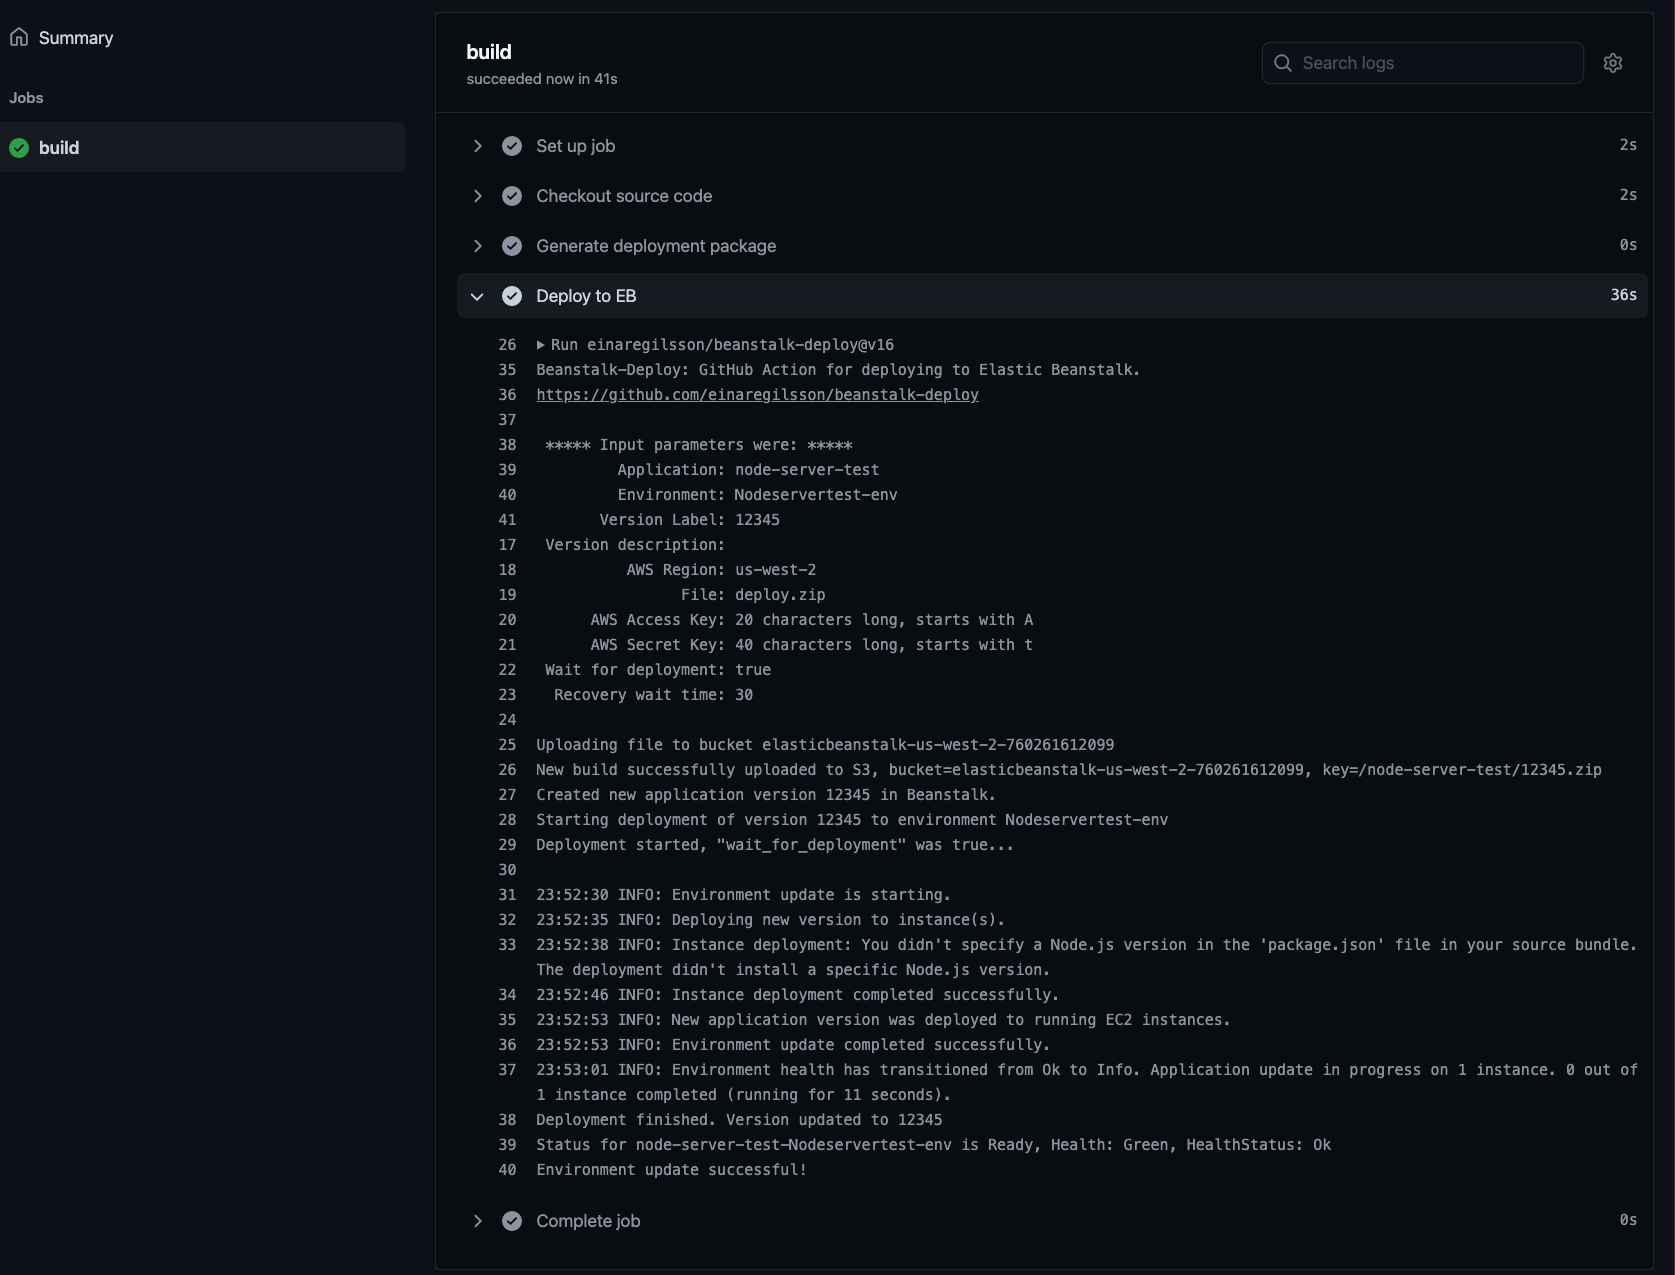 Summary
Jobs
build
build
succeeded now in 41s
Search logs
Set up job 2s
Checkout source code 2s
Generate deployment package 0s
Deploy to EB 36s
26 Run einaregilsson/beanstalk-deploy@v16
35 Beanstalk-Deploy: GitHub Action for deploying to Elastic Beanstalk.
36 https://github.com/einaregilsson/beanstalk-deploy
37
38 ***** Input parameters were: *****
39 Application: node-server-test
40 Environment: Nodeservertest-env
41 Version Label: 12345
17 Version description:
18 AWS Region: us-west-2
19 File: deploy.zip
20 AWS Access Key: 20 characters long, starts with A
21 AWS Secret Key: 40 characters long, starts with t
22 Wait for deployment: true
23 Recovery wait time: 30
24
25 Uploading file to bucket elasticbeanstalk-us-west-2-760261612099
26 New build successfully uploaded to S3, bucket=elasticbeanstalk-us-west-2-760261612099, key=/node-server-test/12345.zip
27 Created new application version 12345 in Beanstalk.
28 Starting deployment of version 12345 to environment Nodeservertest-env
29 Deployment started, "wait_for_deployment" was true...
30
31 23:52:30 INFO: Environment update is starting.
32 23:52:35 INFO: Deploying new version to instance(s).
33 23:52:38 INFO: Instance deployment: You didn't specify a Node.js version in the 'package.json' file in your source bundle.
The deployment didn't install a specific Node.js version.
34 23:52:46 INFO: Instance deployment completed successfully.
35 23:52:53 INFO: New application version was deployed to running EC2 instances.
36 23:52:53 INFO: Environment update completed successfully.
37 23:53:01 INFO: Environment health has transitioned from Ok to Info. Application update in progress on 1 instance. 0 out of
1 instance completed (running for 11 seconds).
38 Deployment finished. Version updated to 12345
39 Status for node-server-test-Nodeservertest-env is Ready, Health: Green, HealthStatus: Ok
40 Environment update successful!
Complete job 0s